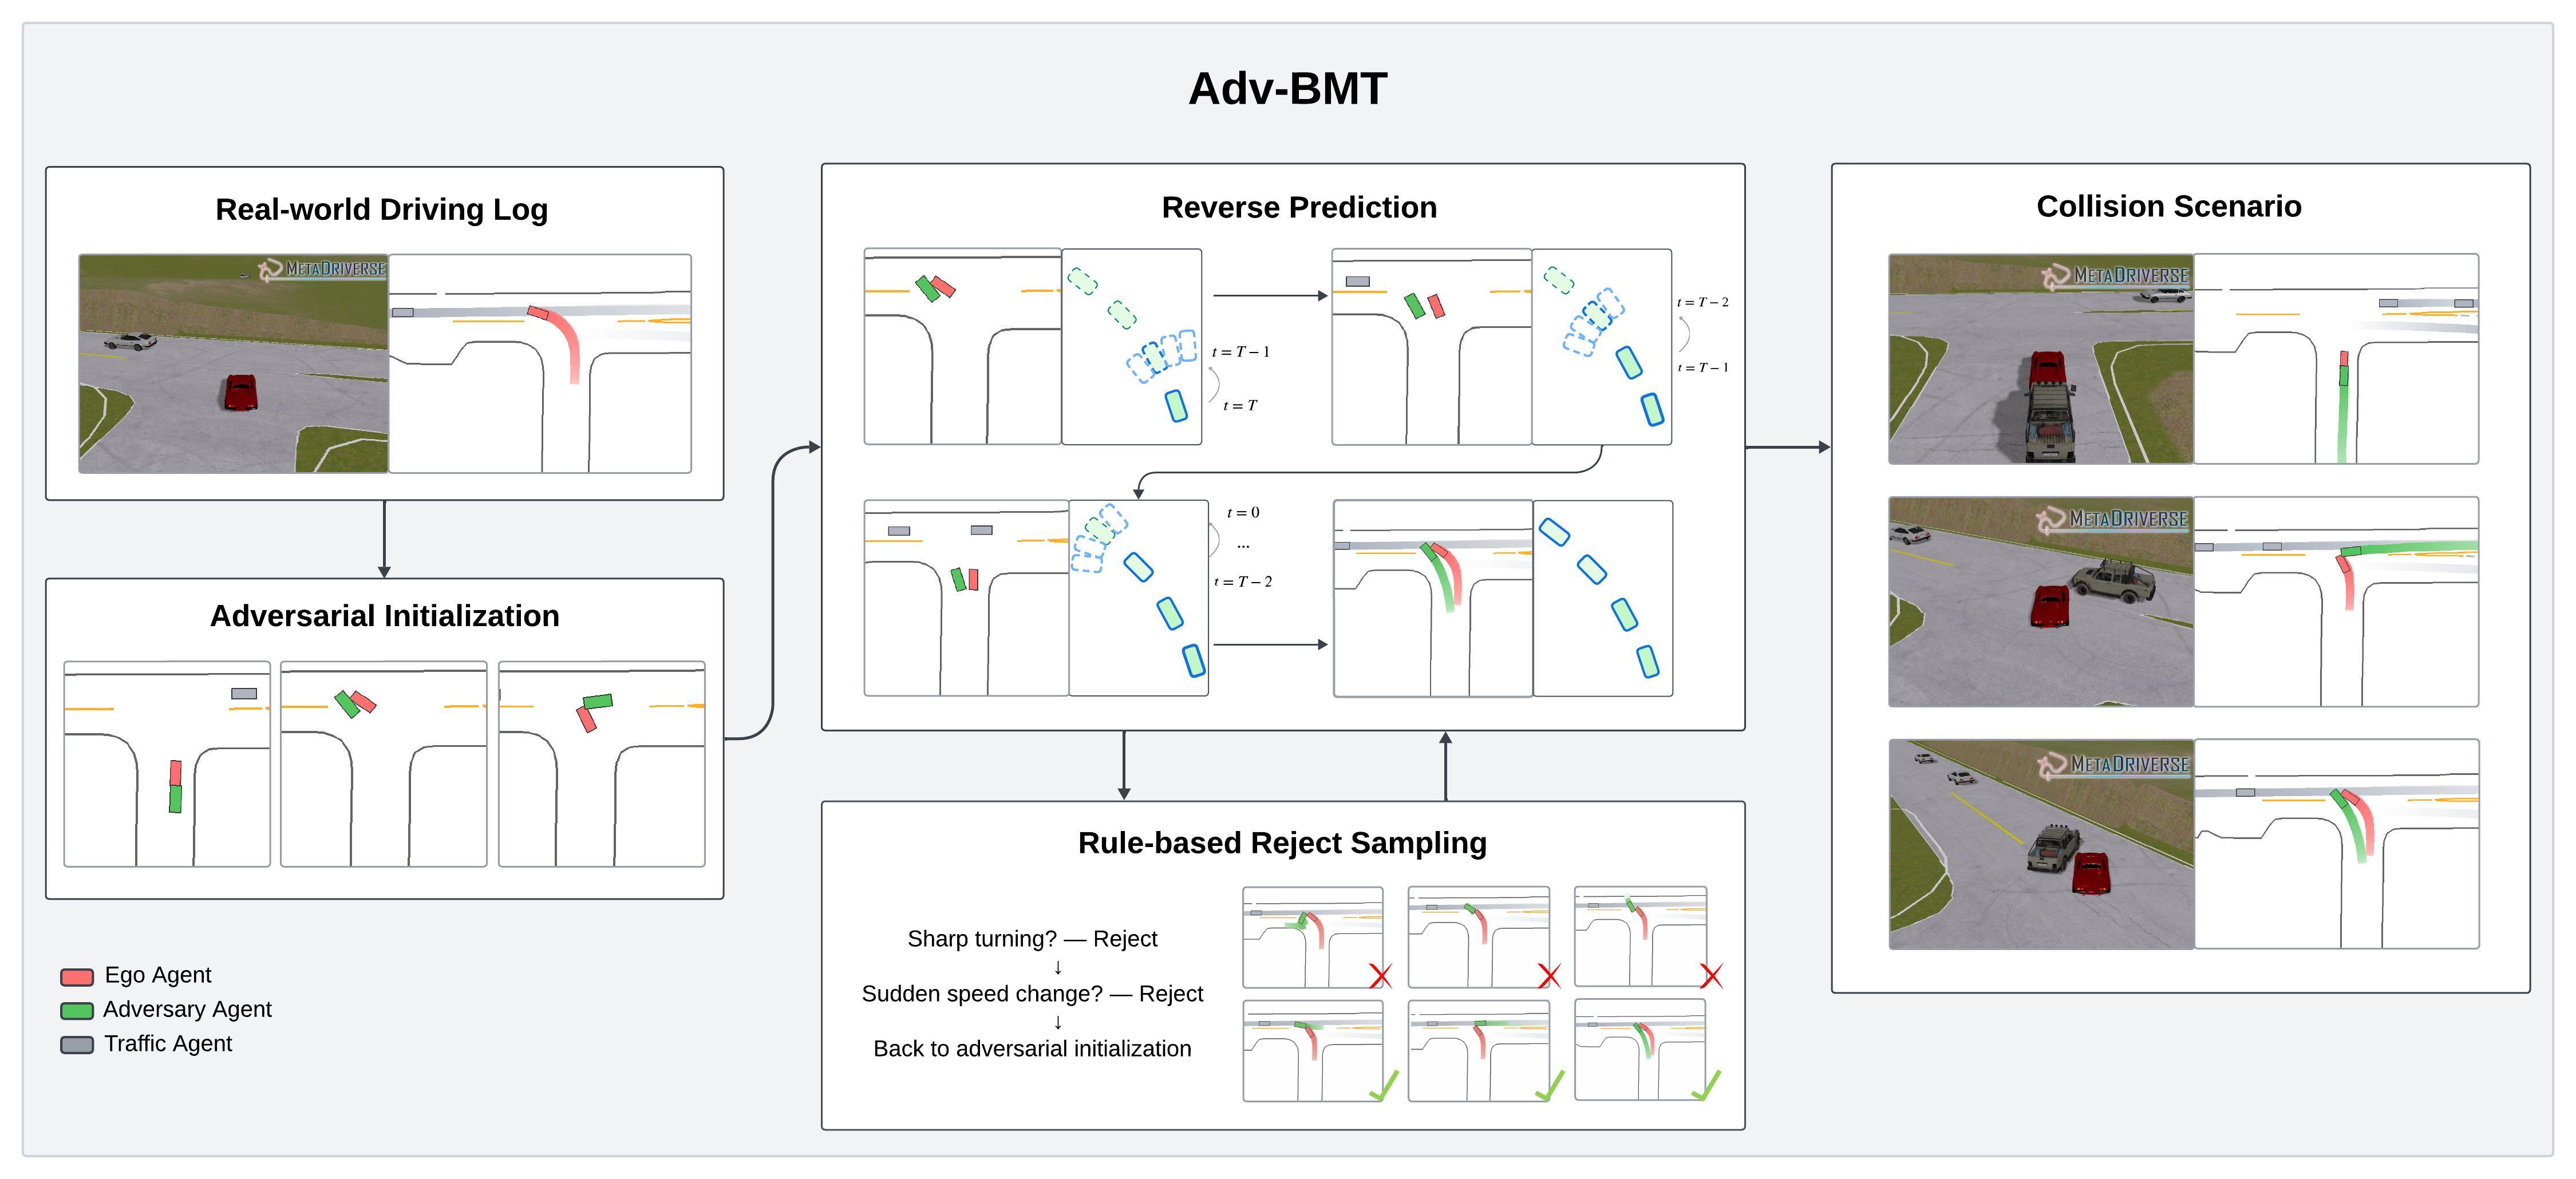 Adv-BMT
Real-world Driving Log
METADRIVERSE
Adversarial Initialization
Ego Agent
Adversary Agent
Traffic Agent
Reverse Prediction
t = T − 1
t = T
t = T − 2
t = T − 1
t = 0
...
t = T − 2
Rule-based Reject Sampling
Sharp turning? — Reject
↓
Sudden speed change? — Reject
↓
Back to adversarial initialization
Collision Scenario
METADRIVERSE
METADRIVERSE
METADRIVERSE